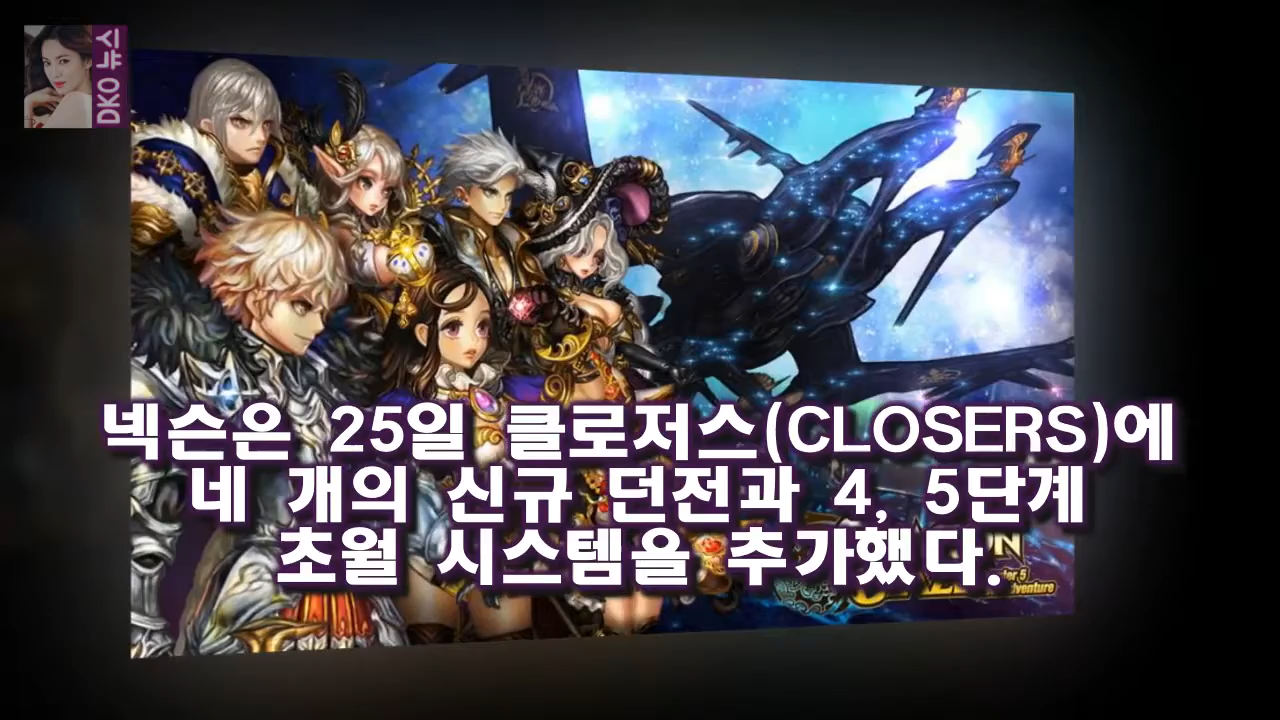 DKO 뉴스
넥슨은 25일 클로저스(CLOSERS)에
네 개의 신규 던전과 4, 5단계
초월 시스템을 추가했다.